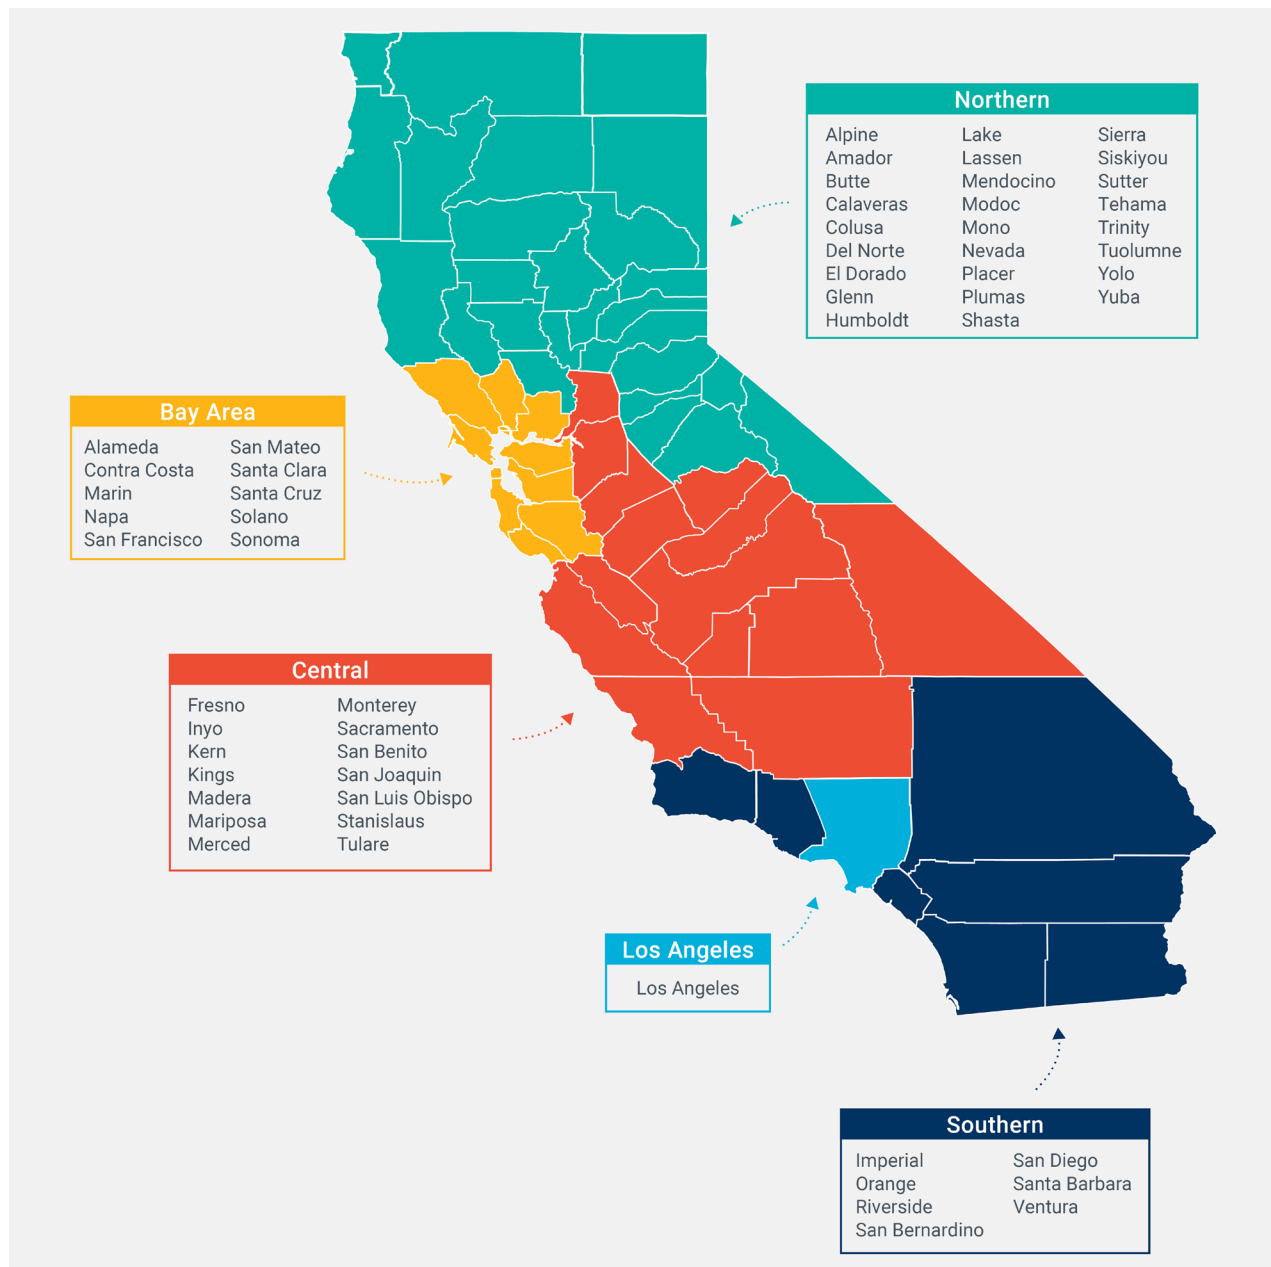 Northern
Alpine Lake Sierra
Amador Lassen Siskiyou
Butte Mendocino Sutter
Calaveras Modoc Tehama
Colusa Mono Trinity
Del Norte Nevada Tuolumne
El Dorado Placer Yolo
Glenn Plumas Yuba
Humboldt Shasta
Bay Area
Alameda San Mateo
Contra Costa Santa Clara
Marin Santa Cruz
Napa Solano
San Francisco Sonoma
Central
Fresno Monterey
Inyo Sacramento
Kern San Benito
Kings San Joaquin
Madera San Luis Obispo
Mariposa Stanislaus
Merced Tulare
Los Angeles
Los Angeles
Southern
Imperial San Diego
Orange Santa Barbara
Riverside Ventura
San Bernardino